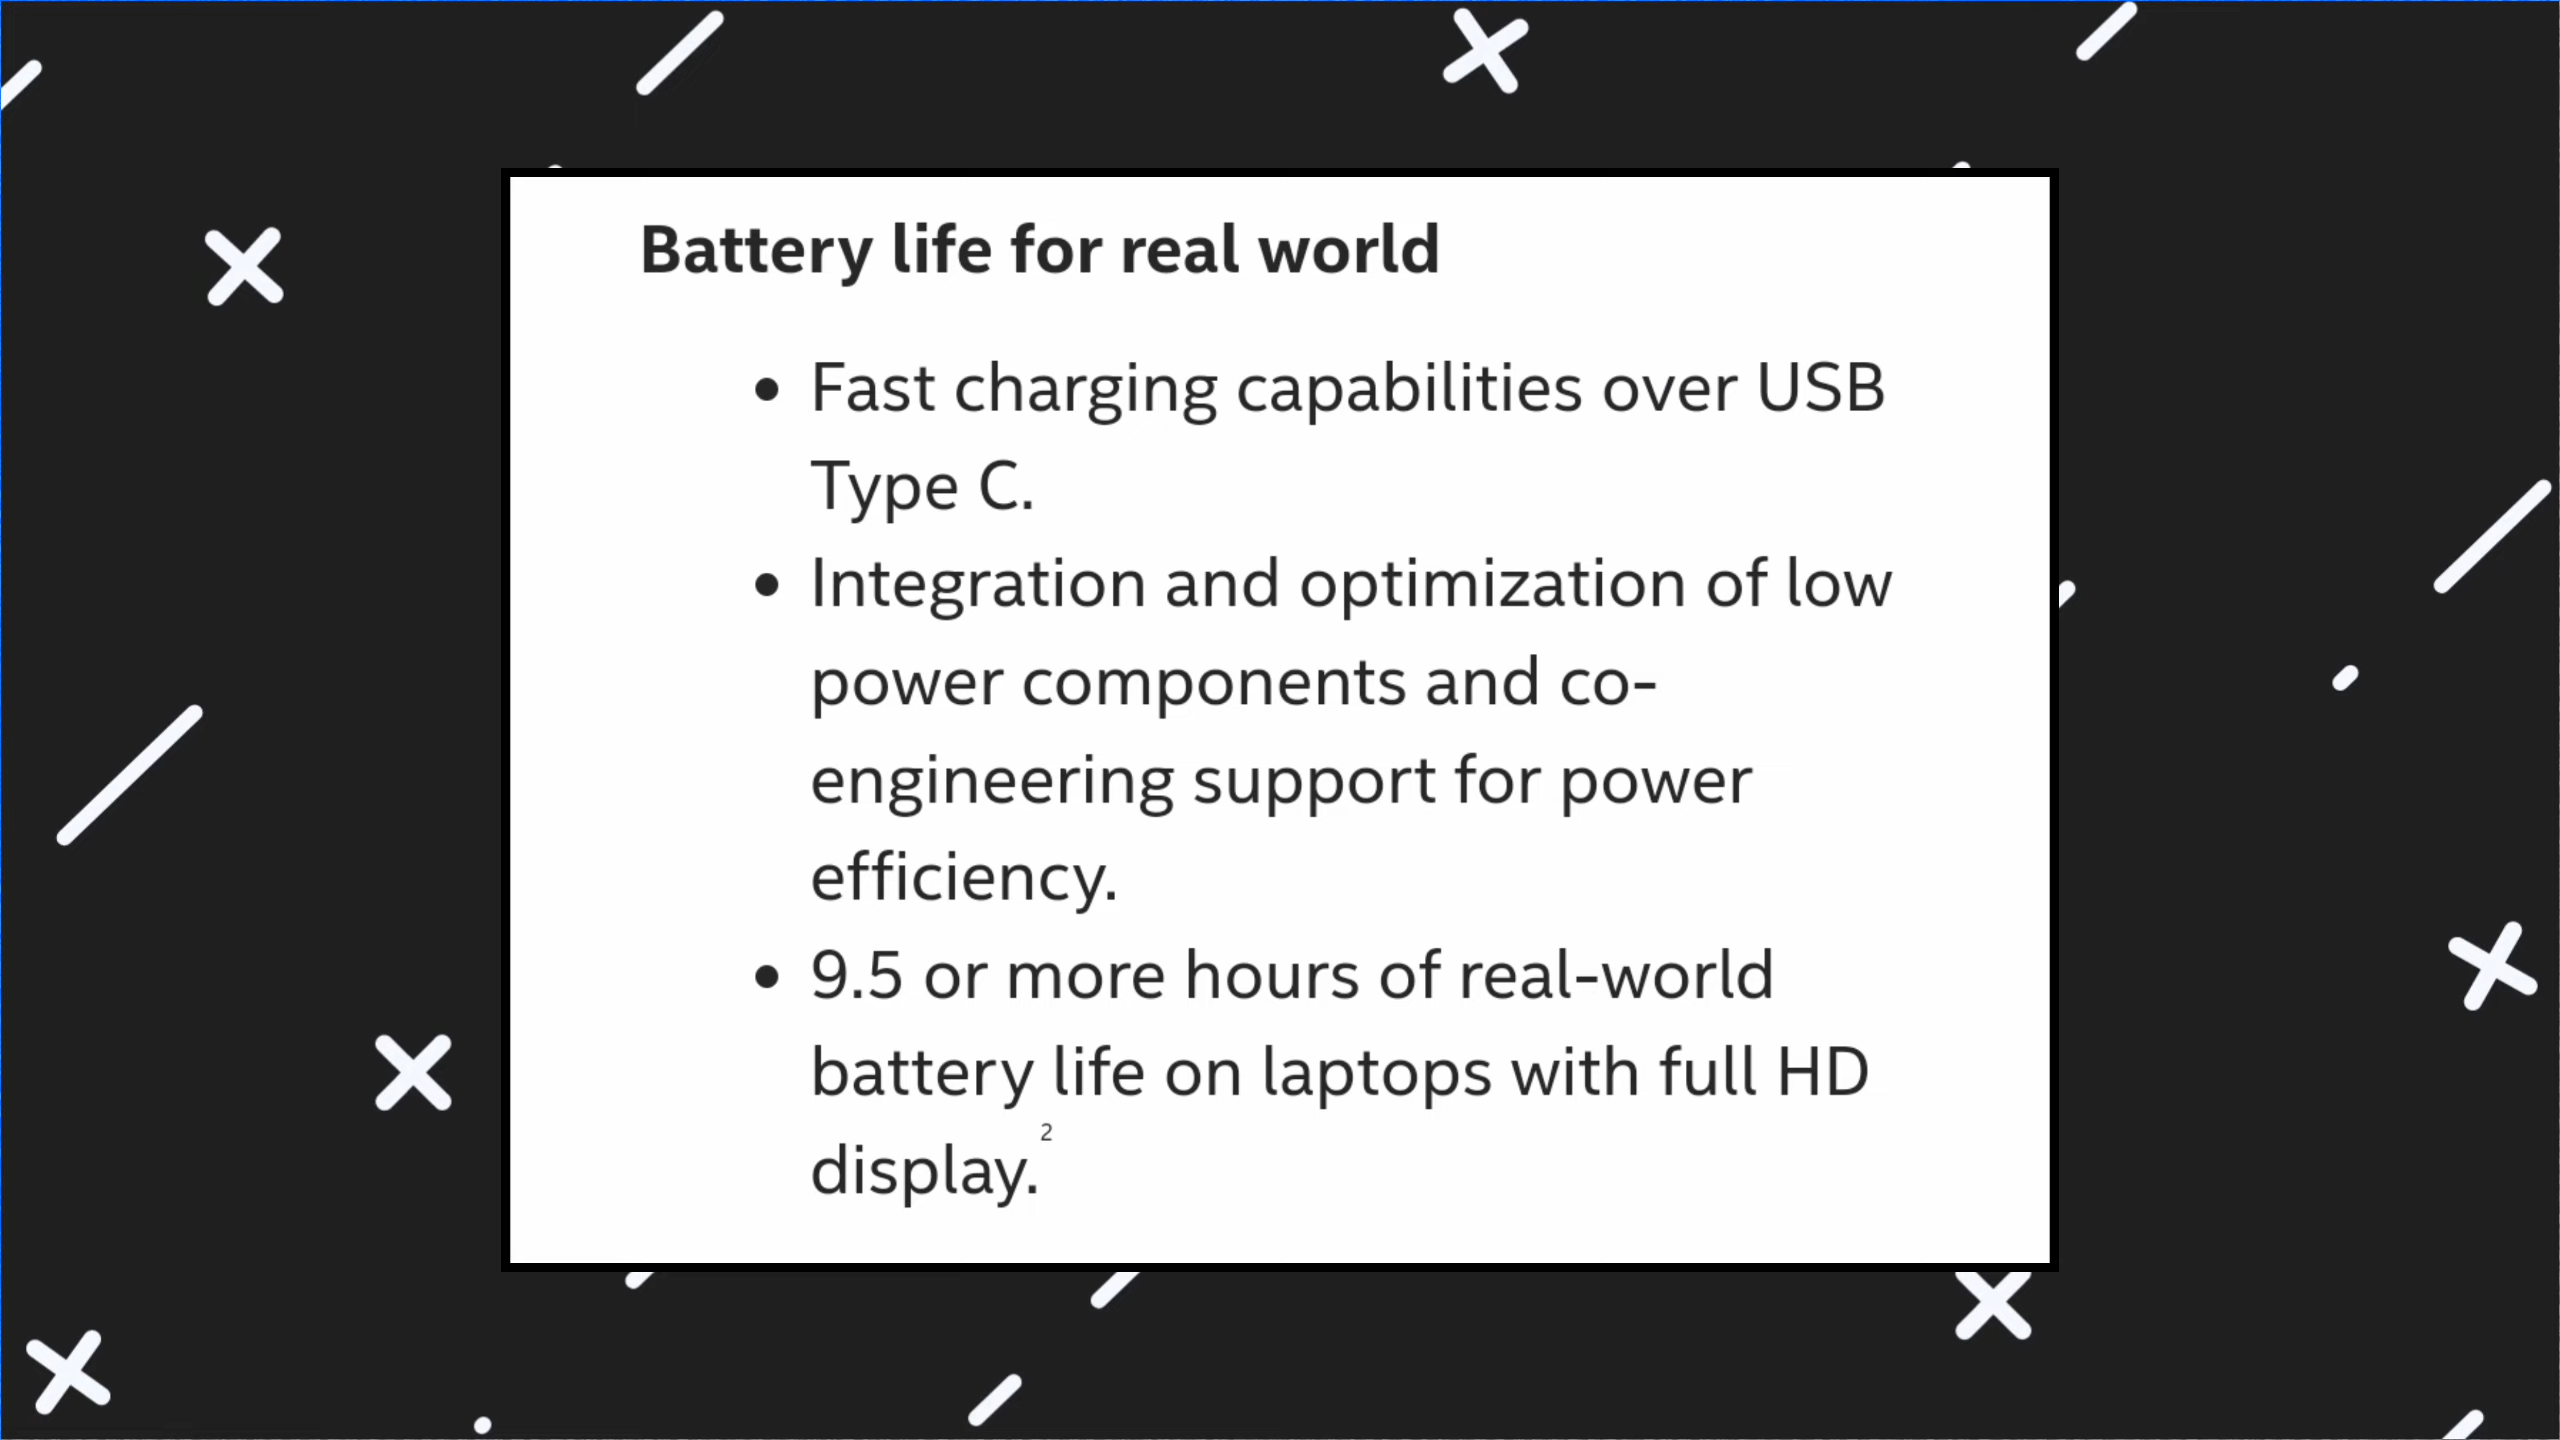 Battery life for real world
• Fast charging capabilities over USB
Type C.
• Integration and optimization of low
power components and co-
engineering support for power
efficiency.
• 9.5 or more hours of real-world
battery life on laptops with full HD
display.²